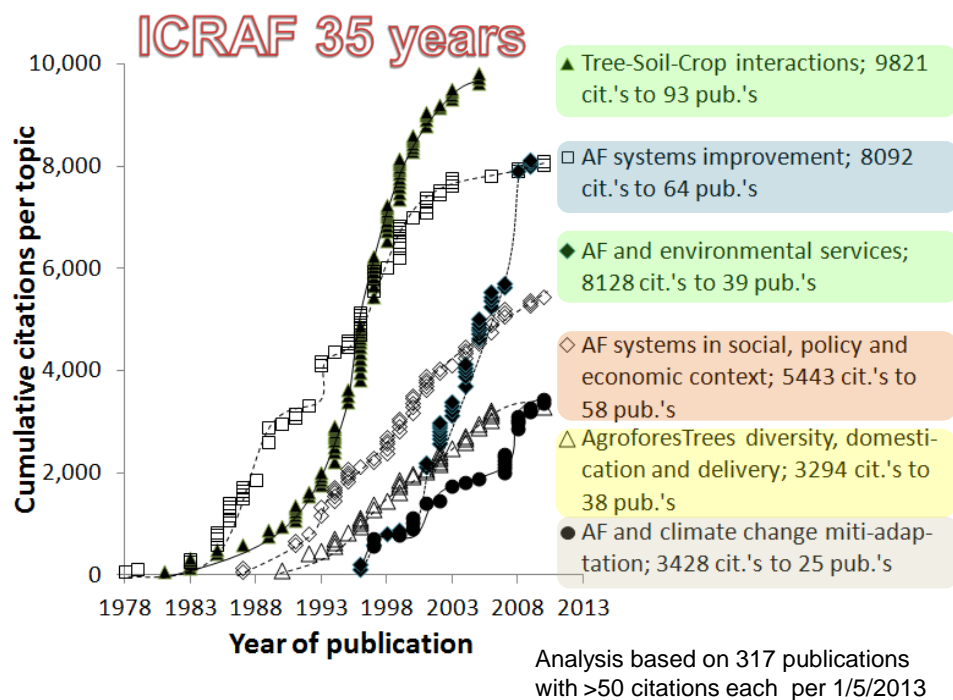 ICRAF 35 years
Cumulative citations per topic
10,000
8,000
6,000
4,000
2,000
0
1978 1983 1988 1993 1998 2003 2008 2013
Year of publication
Tree-Soil-Crop interactions; 9821
cit.'s to 93 pub.'s
AF systems improvement; 8092
cit.'s to 64 pub.'s
AF and environmental services;
8128 cit.'s to 39 pub.'s
AF systems in social, policy and
economic context; 5443 cit.'s to
58 pub.'s
AgroforesTrees diversity, domesti-
cation and delivery; 3294 cit.'s to
38 pub.'s
AF and climate change miti-adap-
tation; 3428 cit.'s to 25 pub.'s
Analysis based on 317 publications
with >50 citations each per 1/5/2013